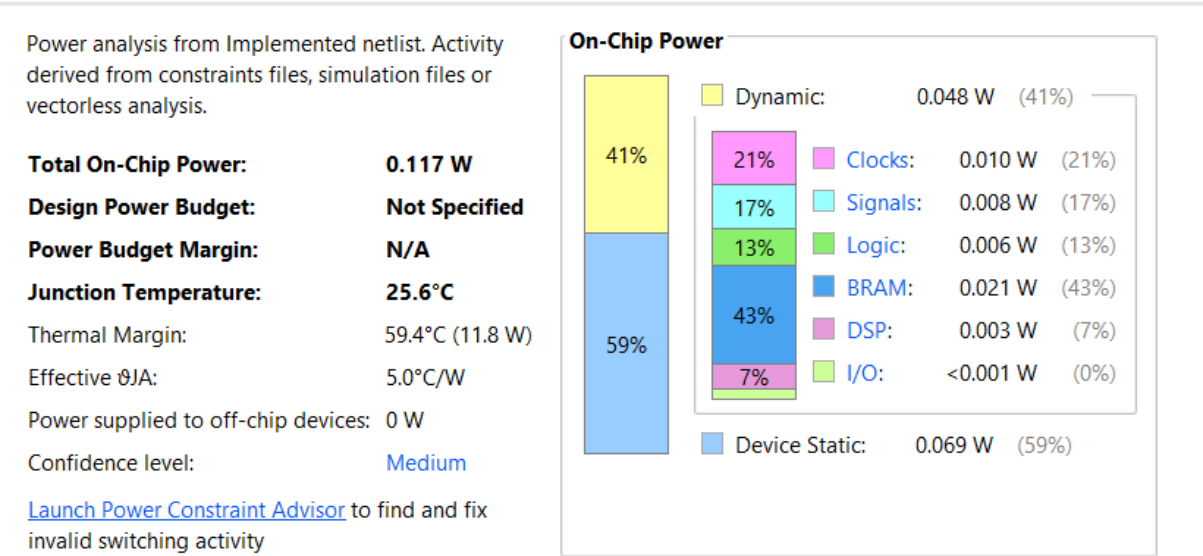 Power analysis from Implemented netlist. Activity
derived from constraints files, simulation files or
vectorless analysis.
Total On-Chip Power: 0.117 W
Design Power Budget: Not Specified
Power Budget Margin: N/A
Junction Temperature: 25.6°C
Thermal Margin: 59.4°C (11.8 W)
Effective ϑJA: 5.0°C/W
Power supplied to off-chip devices: 0 W
Confidence level: Medium
Launch Power Constraint Advisor to find and fix
invalid switching activity
On-Chip Power
41%
59%
Dynamic: 0.048 W (41%)
21% Clocks: 0.010 W (21%)
17% Signals: 0.008 W (17%)
13% Logic: 0.006 W (13%)
43% BRAM: 0.021 W (43%)
7% DSP: 0.003 W (7%)
I/O: <0.001 W (0%)
Device Static: 0.069 W (59%)